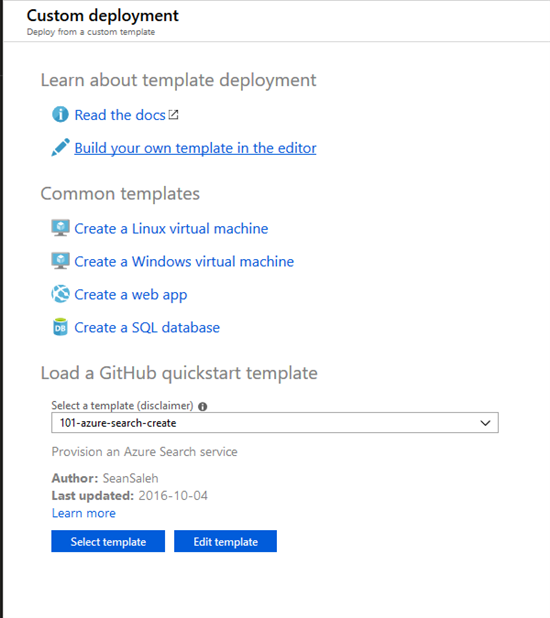 Custom deployment
Deploy from a custom template
Learn about template deployment
Read the docs
Build your own template in the editor
Common templates
Create a Linux virtual machine
Create a Windows virtual machine
Create a web app
DB Create a SQL database
Load a GitHub quickstart template
Select a template (disclaimer)
101-azure-search-create
Provision an Azure Search service
Author: SeanSaleh
Last updated: 2016-10-04
Learn more
Select template Edit template